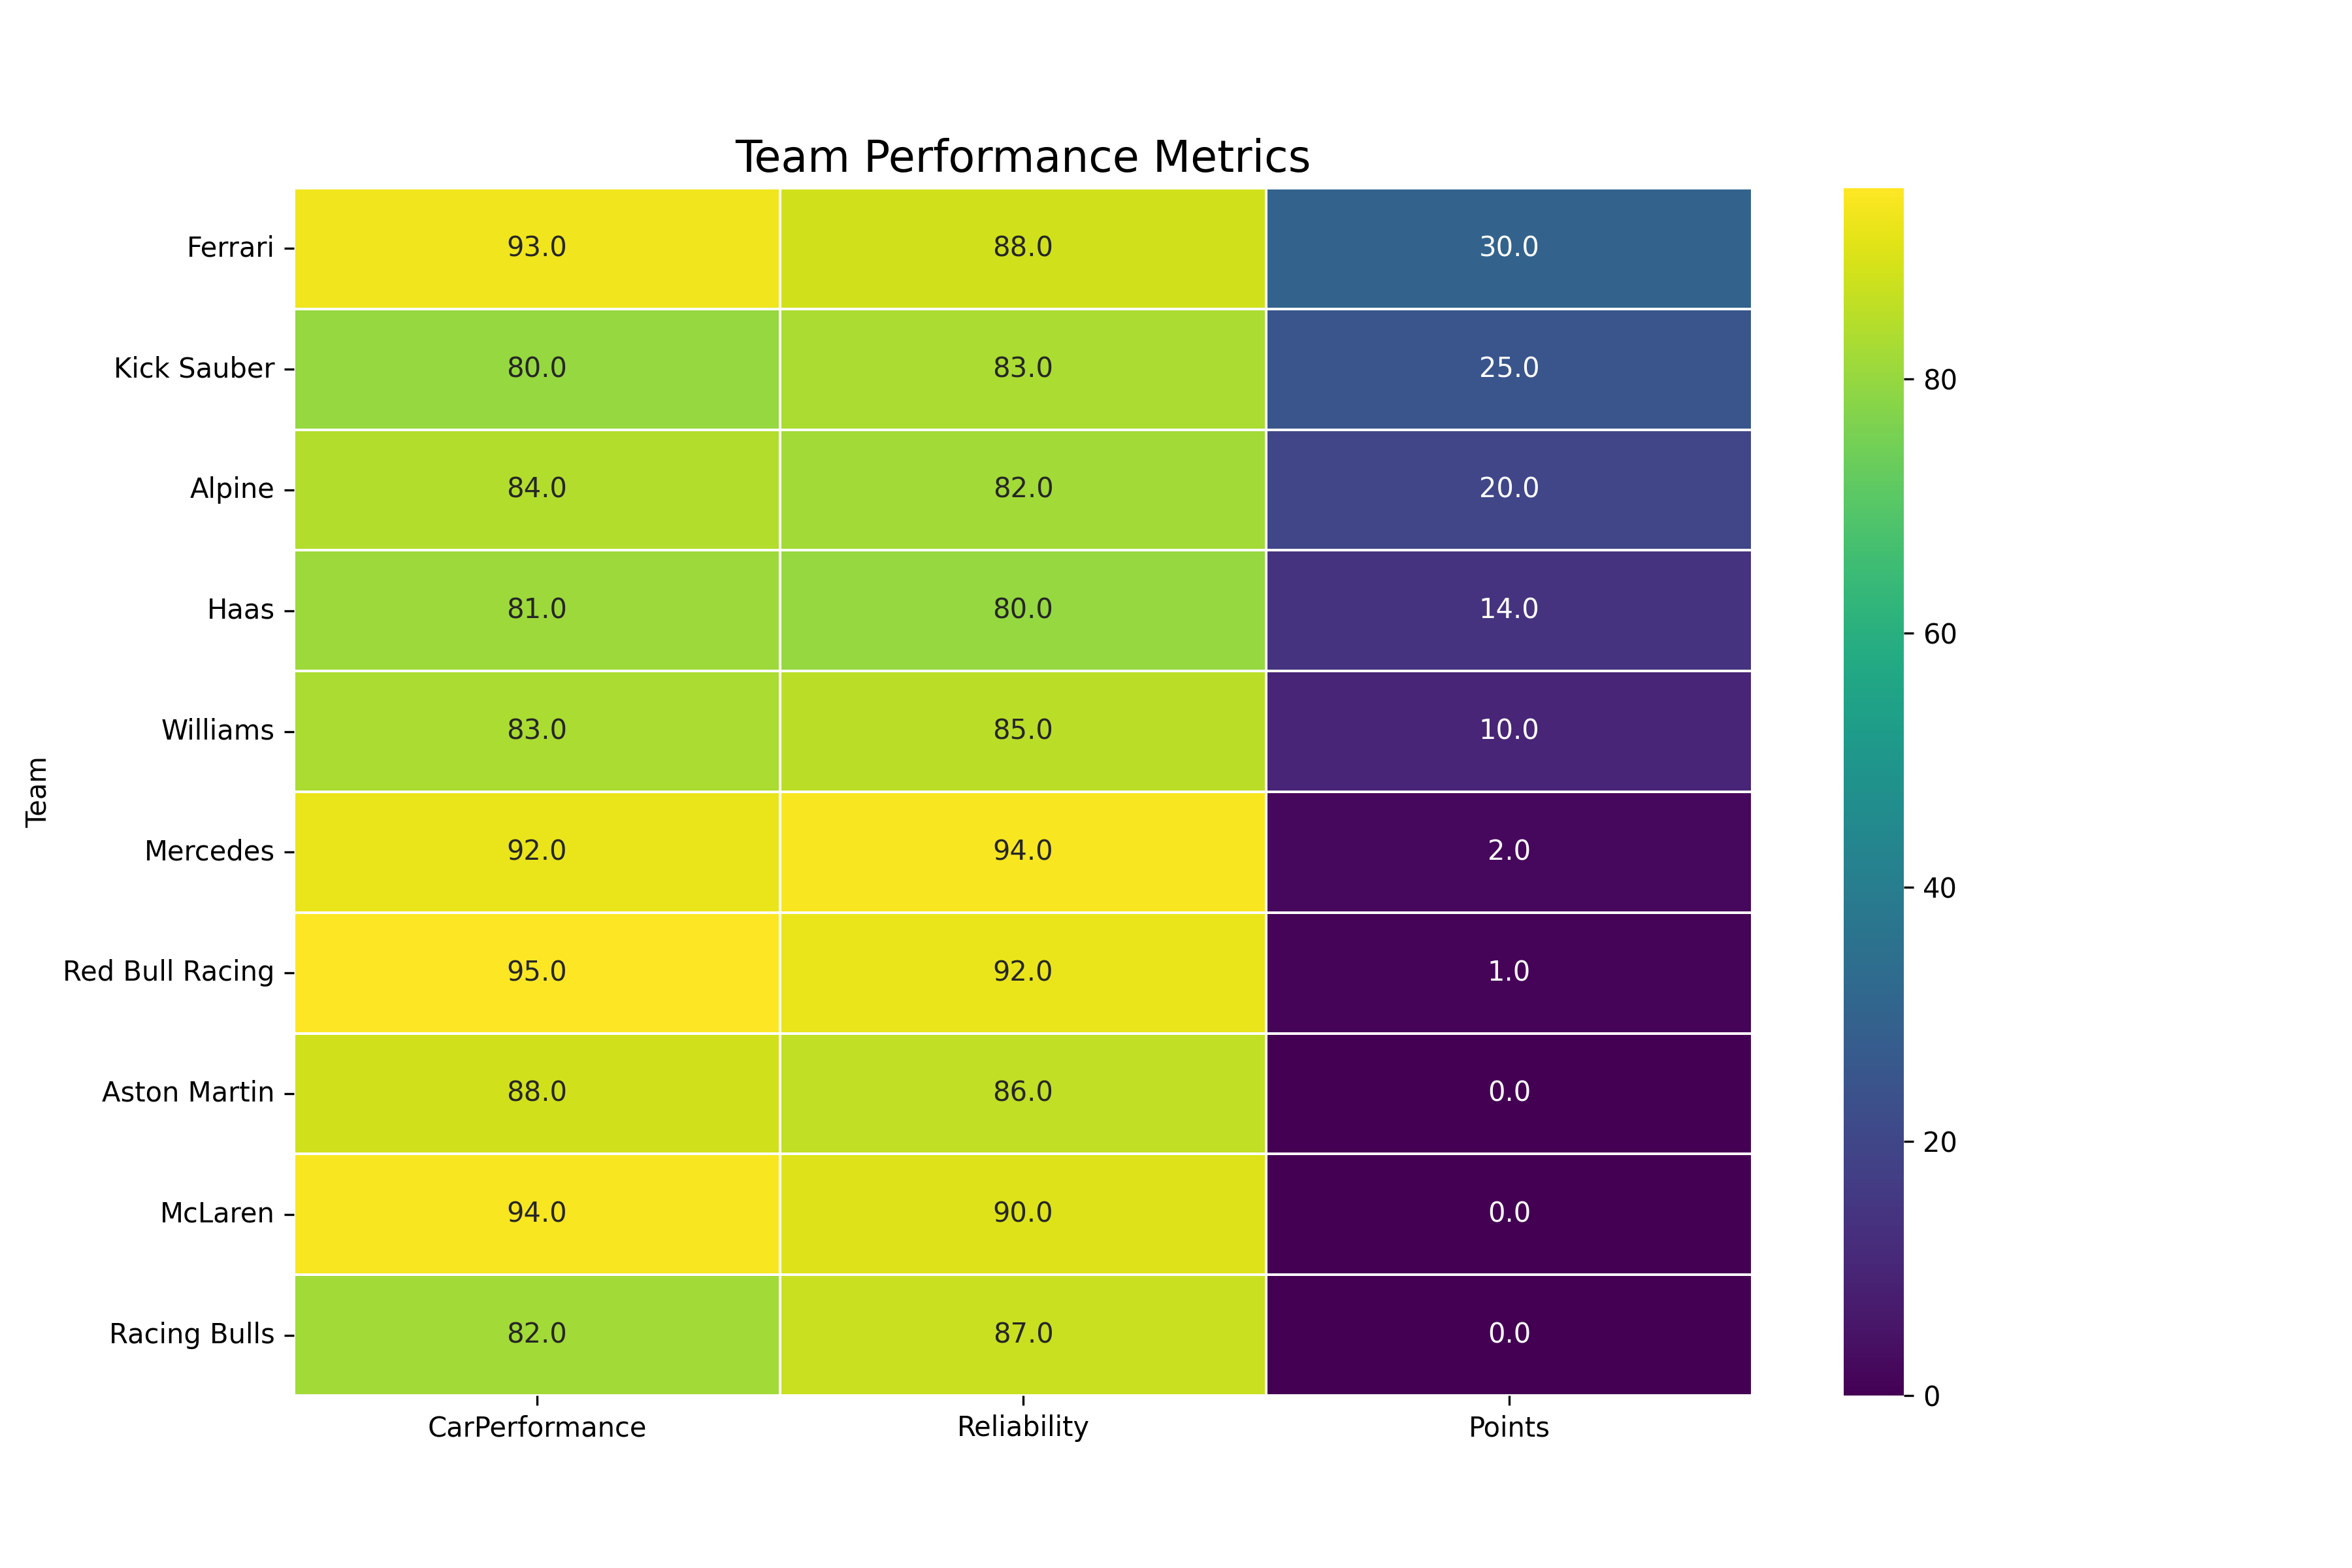 Team Performance Metrics
Team
Ferrari 93.0 88.0 30.0
Kick Sauber 80.0 83.0 25.0
Alpine 84.0 82.0 20.0
Haas 81.0 80.0 14.0
Williams 83.0 85.0 10.0
Mercedes 92.0 94.0 2.0
Red Bull Racing 95.0 92.0 1.0
Aston Martin 88.0 86.0 0.0
McLaren 94.0 90.0 0.0
Racing Bulls 82.0 87.0 0.0
CarPerformance Reliability Points
80
60
40
20
0